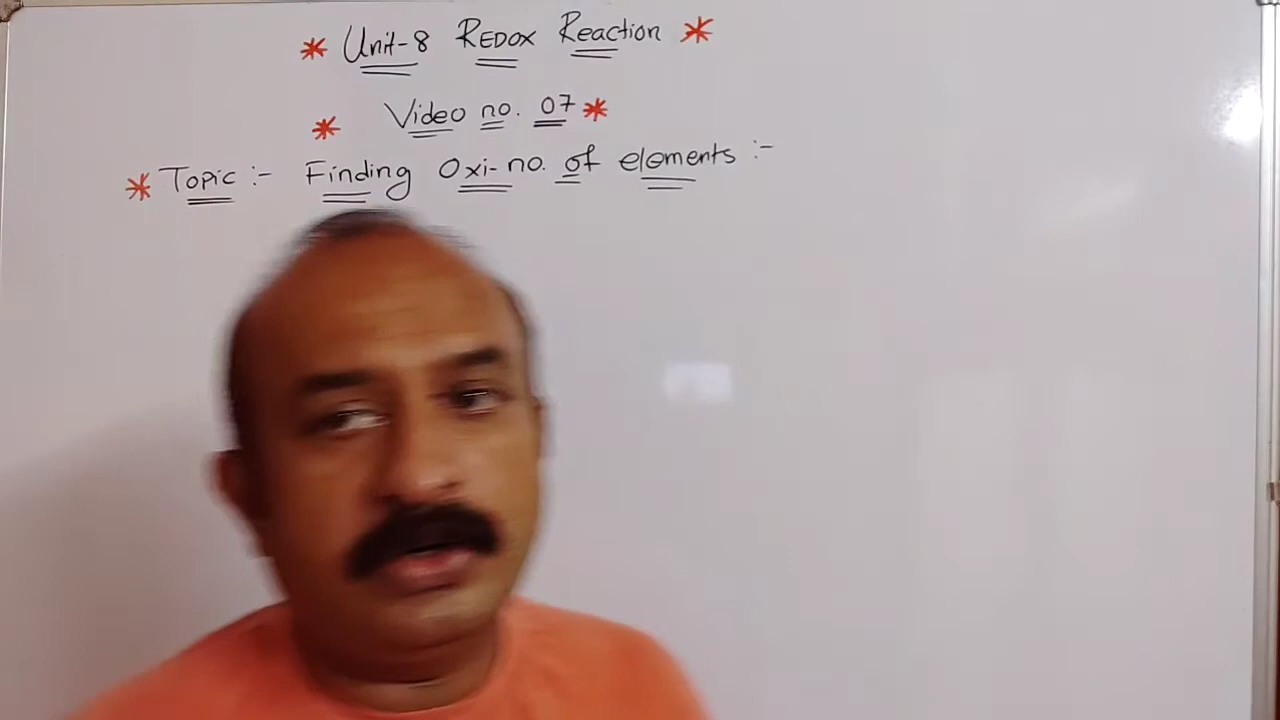 * Unit-8 REDOX Reaction *
* Video no. 07 *
* Topic :- Finding Oxi-no. of elements :-